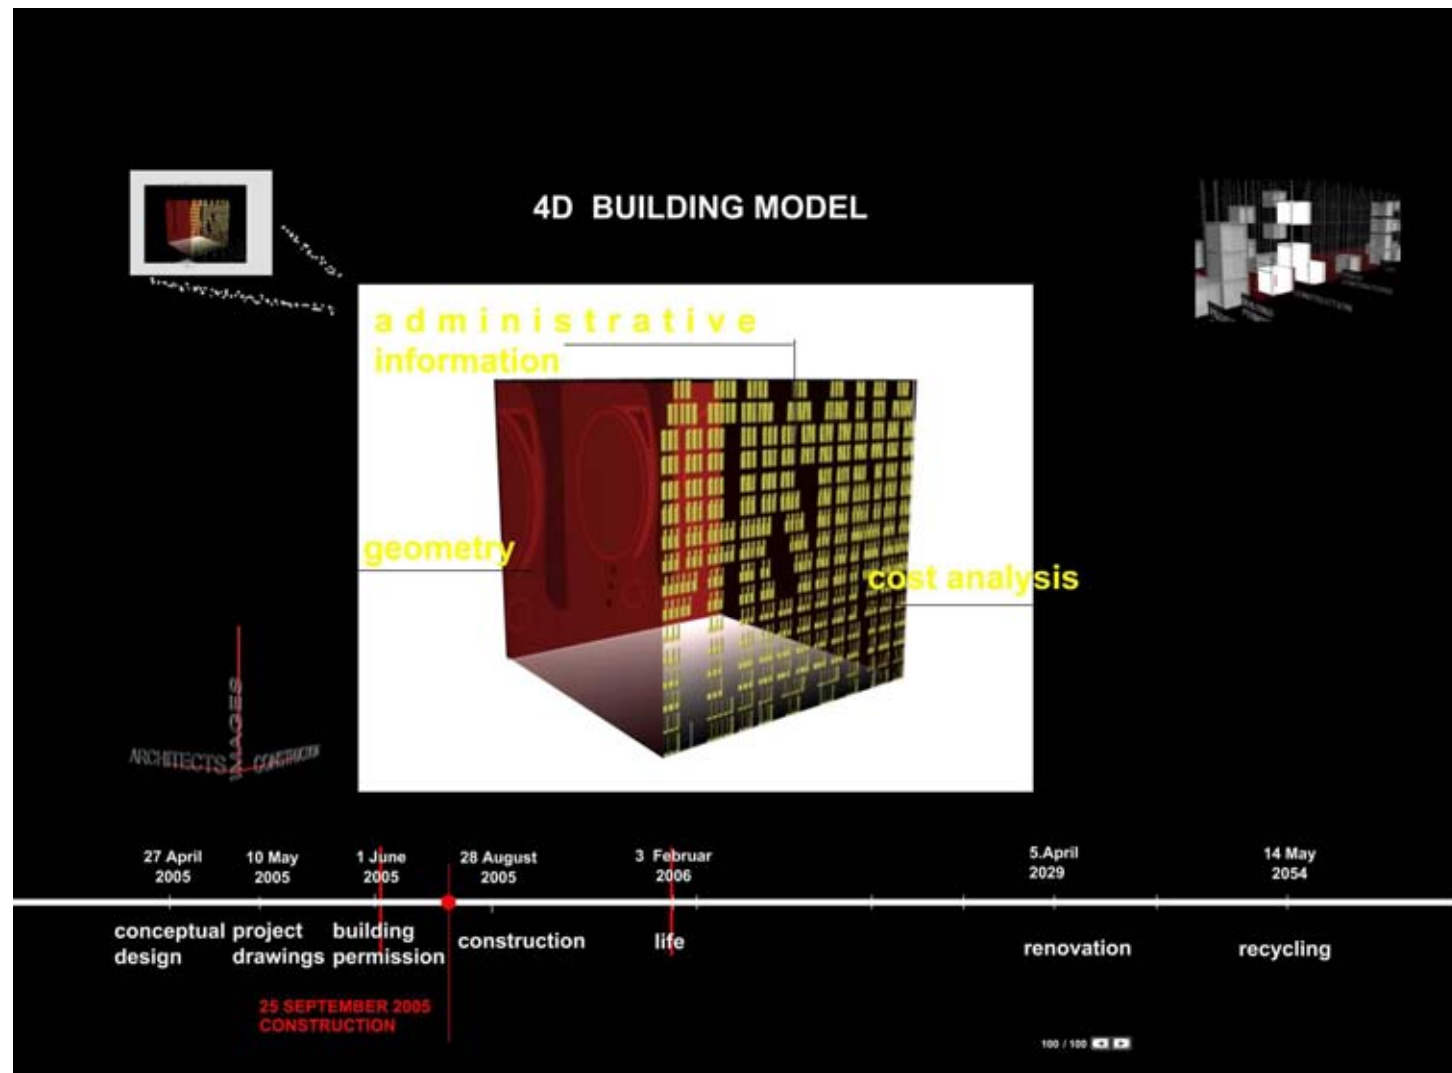 4D BUILDING MODEL
administrative
information
geometry
cost analysis
ARCHITECTS
IMAGES
CONSTRUCTION
27 April
2005
10 May
2005
1 June
2005
28 August
2005
3 Februar
2006
5.April
2029
14 May
2054
conceptual
design
project
drawings
building
permission
construction
life
renovation
recycling
25 SEPTEMBER 2005
CONSTRUCTION
100 / 100